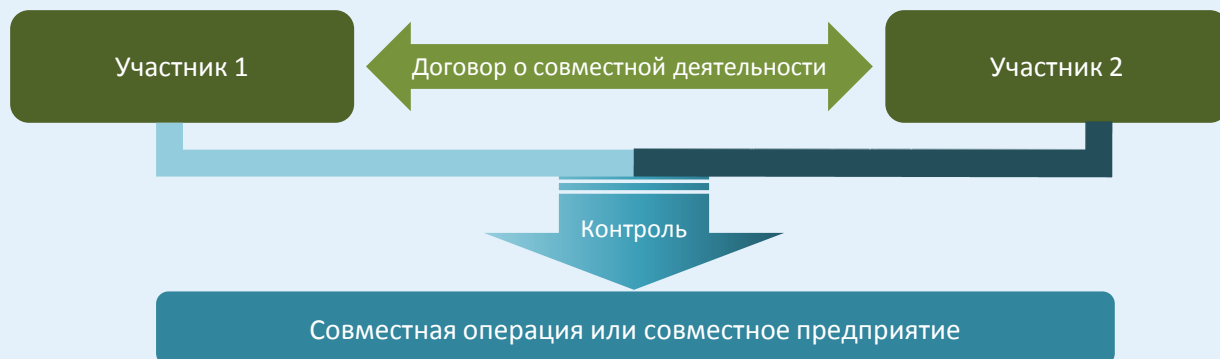 Участник 1
Договор о совместной деятельности
Участник 2
Контроль
Совместная операция или совместное предприятие